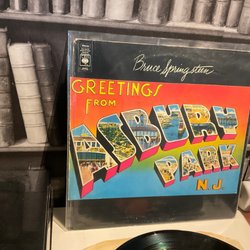 Bruce Springsteen
GREETINGS
FROM
ASBURY
PARK
N.J.